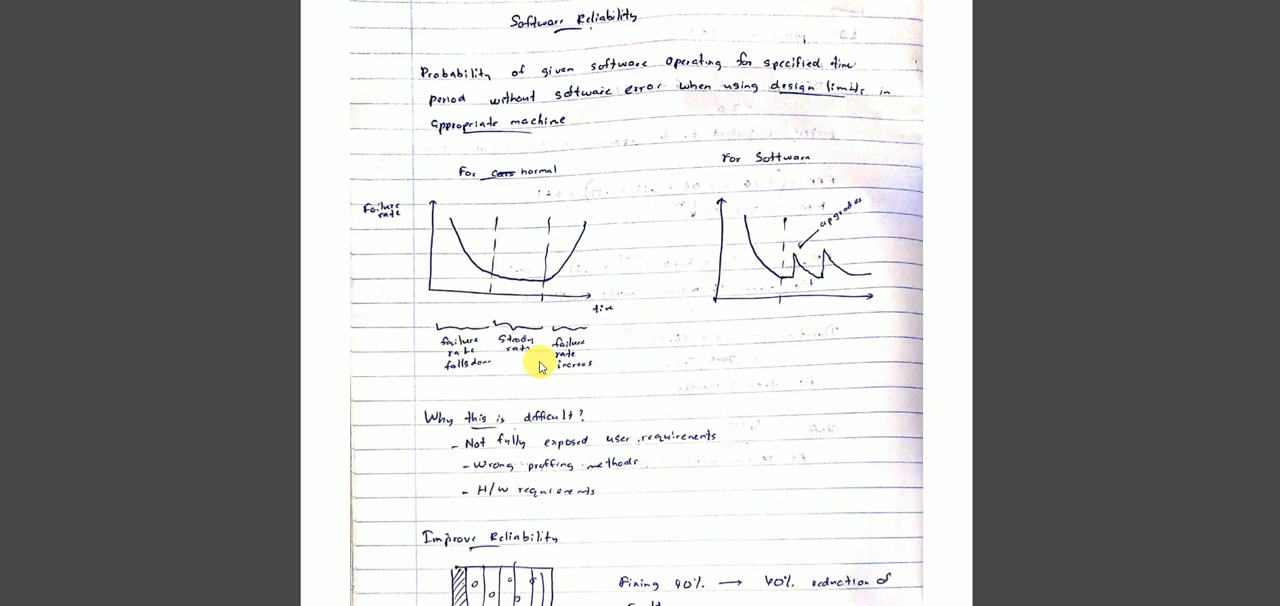 Software Reliability
Probability of given software operating for specified time
period without software error when using design limits in
appropriate machine
For normal
For Software
Failure
rate
upgrades
time
failure
rate
falls down
Steady
rate
failure
rate
increas
Why this is difficult?
- Not fully exposed user requirements
- Wrong proffing methods
- H/W requirements
Improve Reliability
Fixing 40% → 40% reduction of